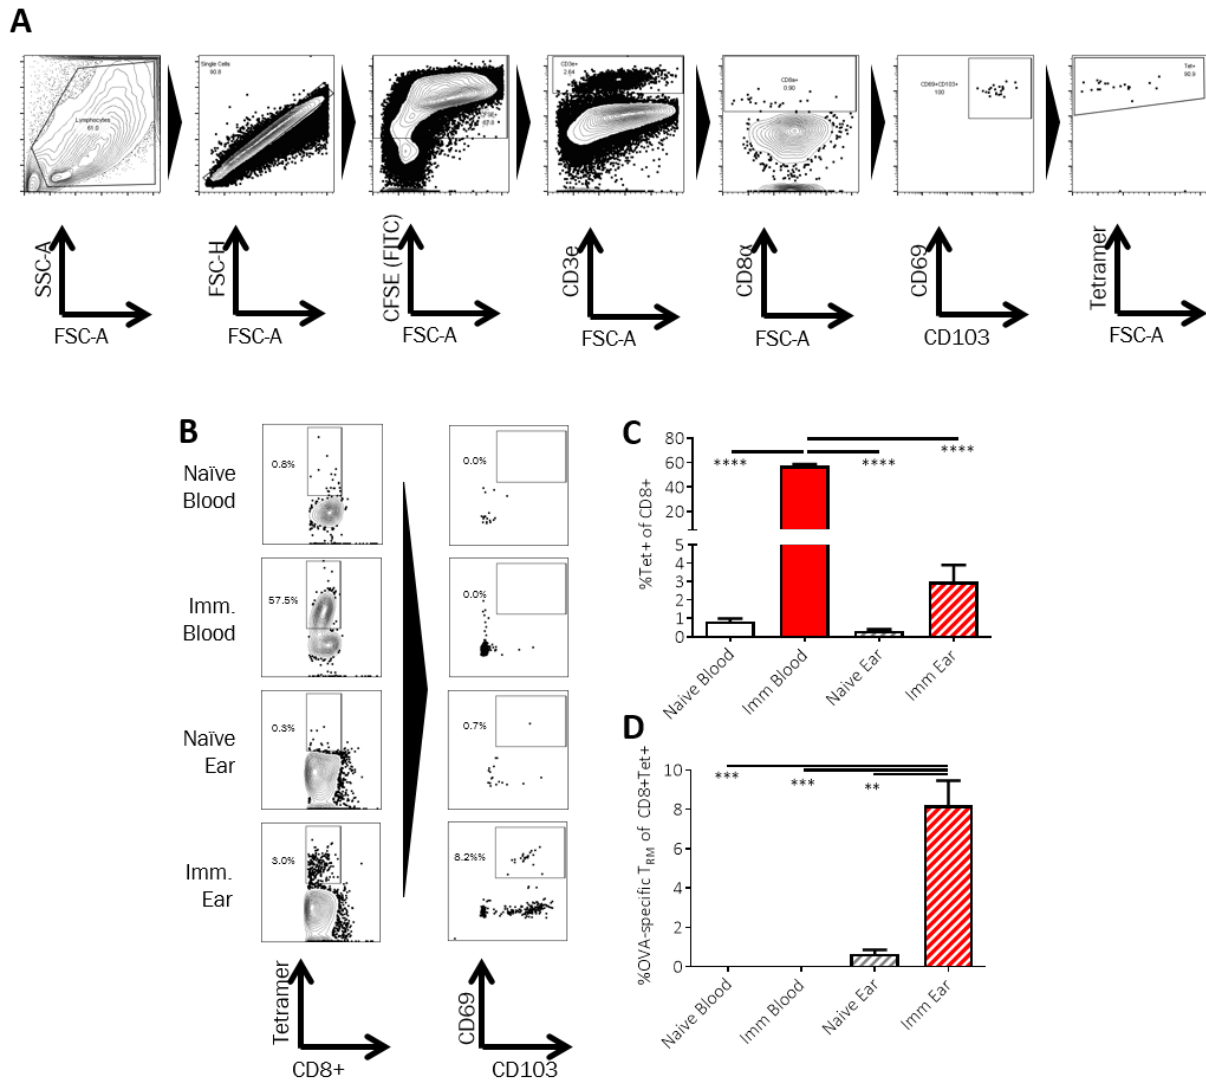 A
Lymphocytes
61.0
Single Cells
90.8
CFSE+
CD3e+
2.64
CD8a+
0.90
CD69+CD103+
100
Tet+
90.9
SSC-A
FSC-A
FSC-H
FSC-A
CFSE (FITC)
FSC-A
CD3e
FSC-A
CD8α
FSC-A
CD69
CD103
Tetramer
FSC-A
B
Naïve
Blood
0.8%
0.0%
Imm.
Blood
57.5%
0.0%
Naïve
Ear
0.3%
0.7%
Imm.
Ear
3.0%
8.2%%
Tetramer
CD8+
CD69
CD103
C
%Tet+ of CD8+
80
60
40
20
5
4
3
2
1
0
****
****
****
Naive Blood
Imm Blood
Naive Ear
Imm Ear
D
%OVA-specific TRM of CD8+Tet+
10
8
6
4
2
0
***
***
**
Naive Blood
Imm Blood
Naive Ear
Imm Ear